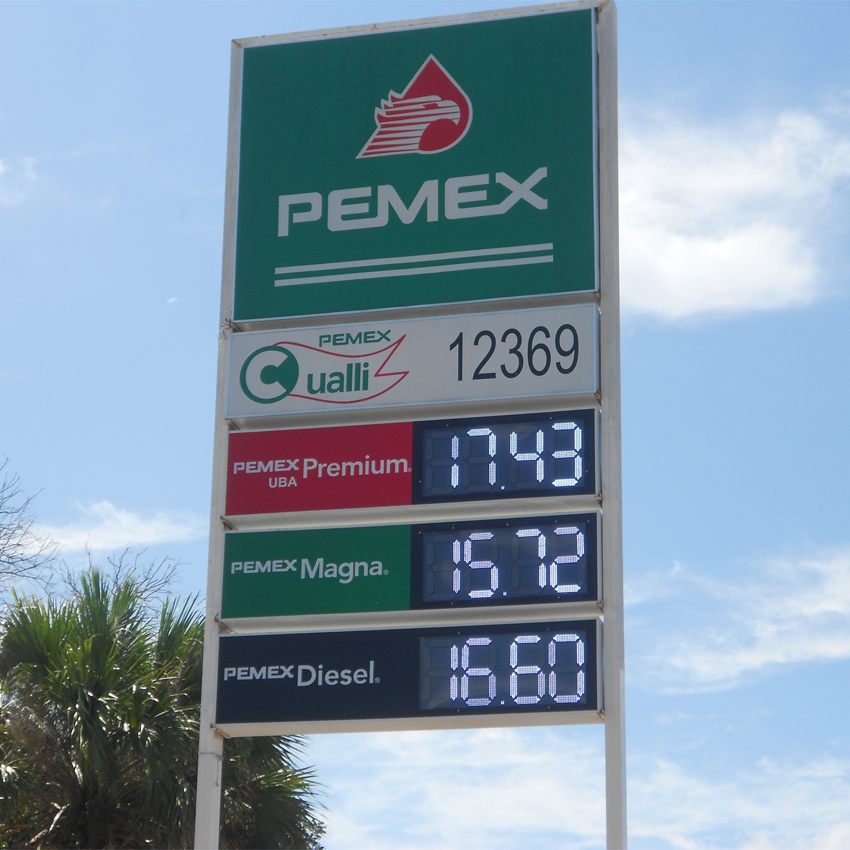 PEMEX
PEMEX
Cualli 12369
PEMEX Premium® 17.43
UBA
PEMEX Magna® 15.72
PEMEX Diesel® 16.60